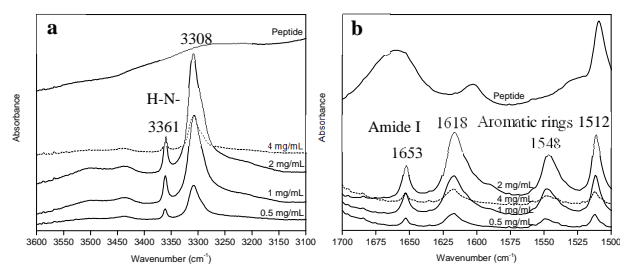 a
Peptide
3308
H-N-
3361
4 mg/mL
2 mg/mL
1 mg/mL
0.5 mg/mL
Absorbance
3600 3550 3500 3450 3400 3350 3300 3250 3200 3150 3100
Wavenumber (cm⁻¹)
b
Peptide
Amide I
1653
1618
Aromatic rings
1548
1512
2 mg/mL
4 mg/mL
1 mg/mL
0.5 mg/mL
Absorbance
1700 1675 1650 1625 1600 1575 1550 1525 1500
Wavenumber (cm⁻¹)